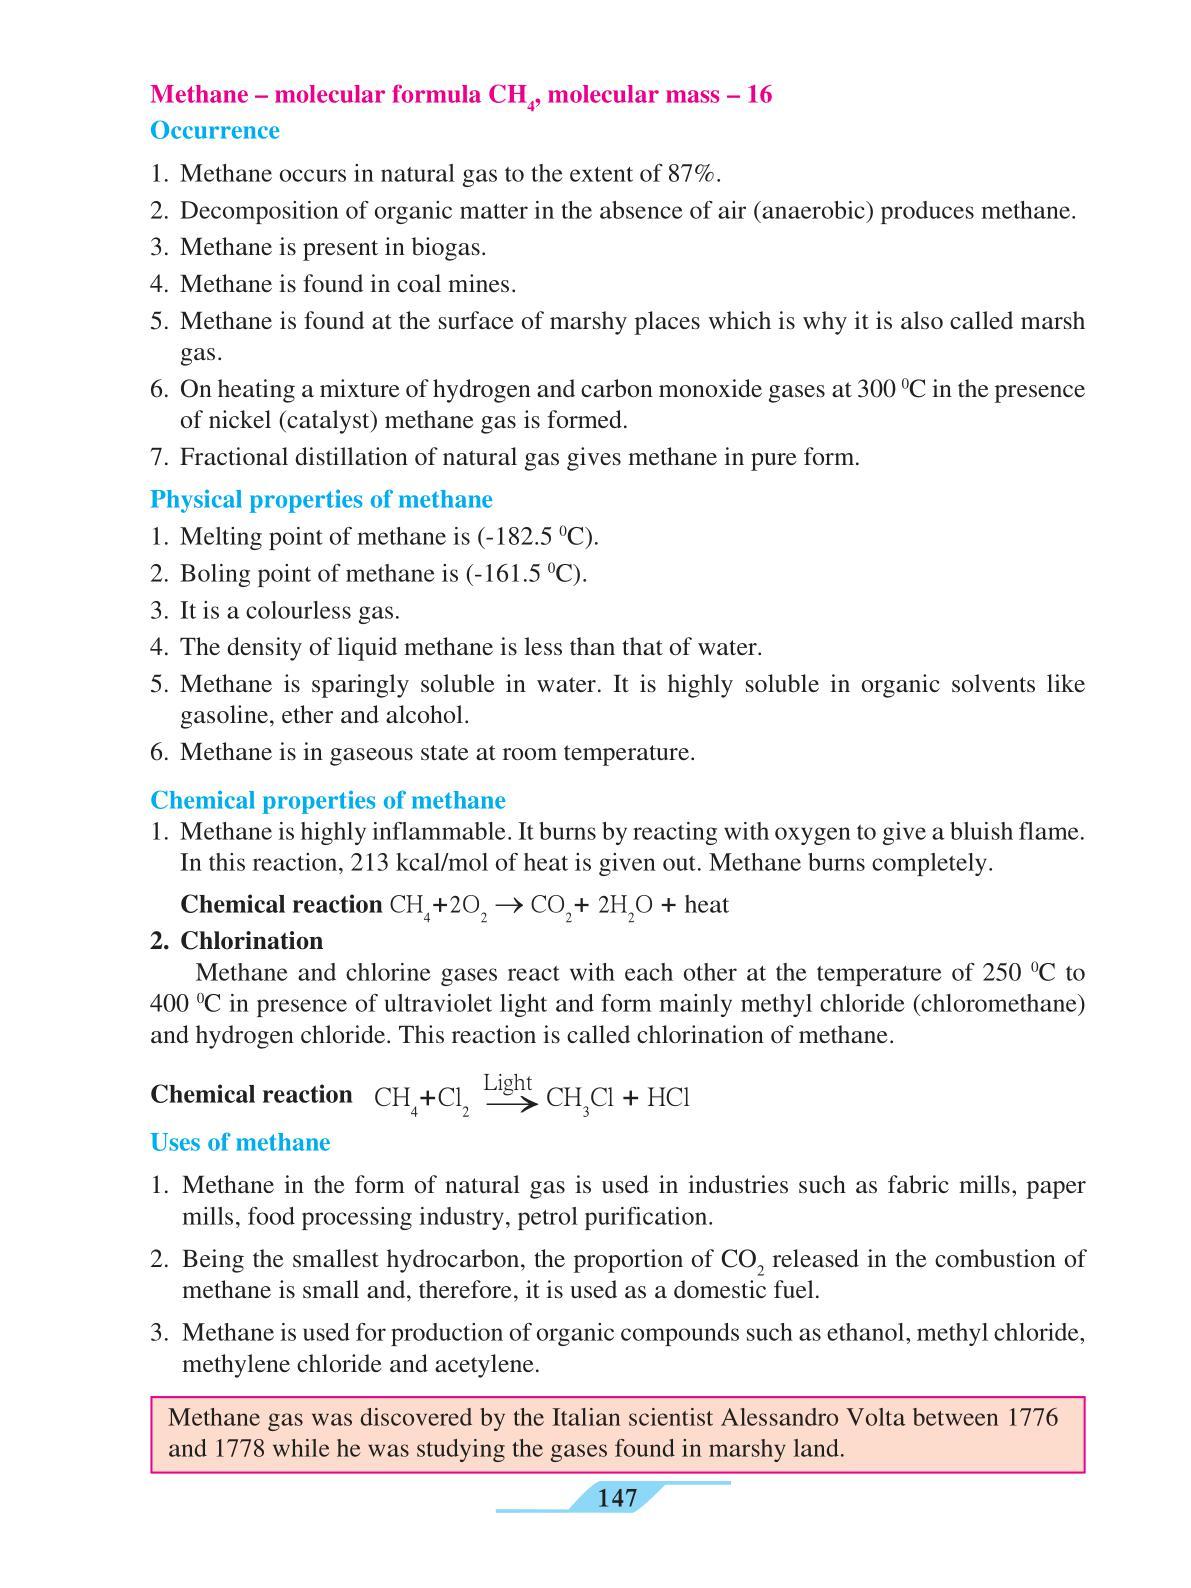 Methane – molecular formula CH₄, molecular mass – 16
Occurrence
1. Methane occurs in natural gas to the extent of 87%.
2. Decomposition of organic matter in the absence of air (anaerobic) produces methane.
3. Methane is present in biogas.
4. Methane is found in coal mines.
5. Methane is found at the surface of marshy places which is why it is also called marsh
gas.
6. On heating a mixture of hydrogen and carbon monoxide gases at 300 ⁰C in the presence
of nickel (catalyst) methane gas is formed.
7. Fractional distillation of natural gas gives methane in pure form.
Physical properties of methane
1. Melting point of methane is (-182.5 ⁰C).
2. Boling point of methane is (-161.5 ⁰C).
3. It is a colourless gas.
4. The density of liquid methane is less than that of water.
5. Methane is sparingly soluble in water. It is highly soluble in organic solvents like
gasoline, ether and alcohol.
6. Methane is in gaseous state at room temperature.
Chemical properties of methane
1. Methane is highly inflammable. It burns by reacting with oxygen to give a bluish flame.
In this reaction, 213 kcal/mol of heat is given out. Methane burns completely.
Chemical reaction CH₄+2O₂ → CO₂+ 2H₂O + heat
2. Chlorination
Methane and chlorine gases react with each other at the temperature of 250 ⁰C to
400 ⁰C in presence of ultraviolet light and form mainly methyl chloride (chloromethane)
and hydrogen chloride. This reaction is called chlorination of methane.
Light
Chemical reaction CH₄+Cl₂ → CH₃Cl + HCl
Uses of methane
1. Methane in the form of natural gas is used in industries such as fabric mills, paper
mills, food processing industry, petrol purification.
2. Being the smallest hydrocarbon, the proportion of CO₂ released in the combustion of
methane is small and, therefore, it is used as a domestic fuel.
3. Methane is used for production of organic compounds such as ethanol, methyl chloride,
methylene chloride and acetylene.
Methane gas was discovered by the Italian scientist Alessandro Volta between 1776
and 1778 while he was studying the gases found in marshy land.
147